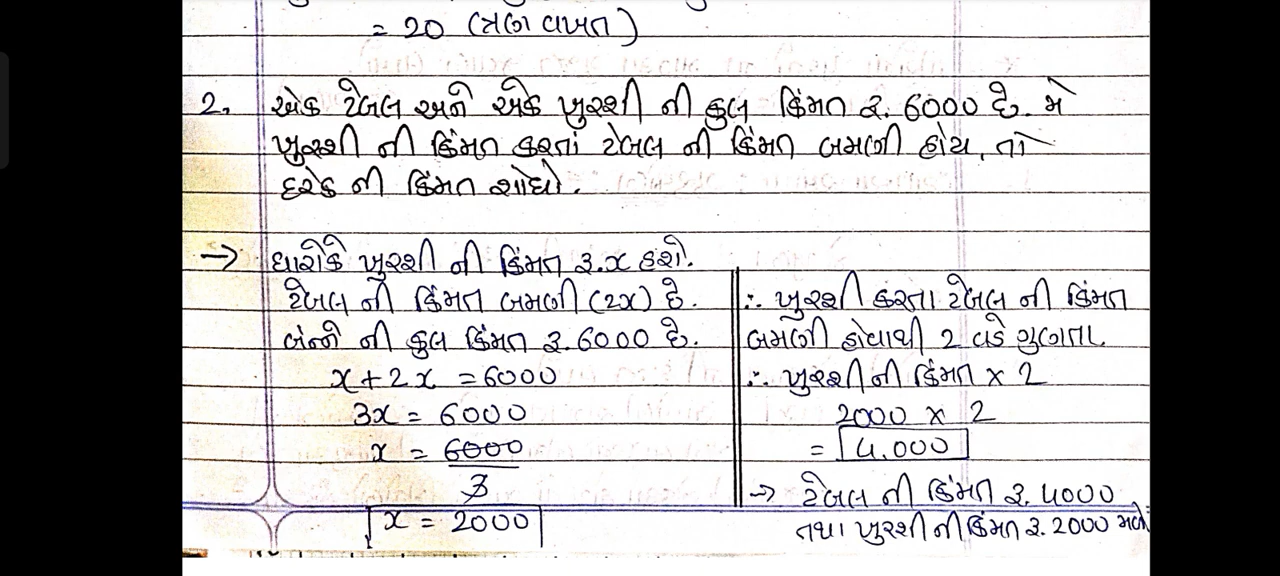 = 20 (ત્રણ વખત)
2. એક ટેબલ અને એક ખુરશી ની કુલ કિંમત રૂ. 6000 છે. જો
ખુરશી ની કિંમત કરતાં ટેબલ ની કિંમત બમણી હોય, તો
દરેક ની કિંમત શોધો.
→ ધારોકે ખુરશી ની કિંમત રૂ.x હશે.
ટેબલ ની કિંમત બમણી (2x) છે.
બંન્ને ની કુલ કિંમત રૂ.6000 છે.
x + 2x = 6000
3x = 6000
x = 6000
3
x = 2000
∴ ખુરશી કરતા ટેબલ ની કિંમત
બમણી હોવાથી 2 વડે ગુણતા.
∴ ખુરશી ની કિંમત × 2
2000 × 2
= 4,000
→ ટેબલ ની કિંમત રૂ. 4000
તથા ખુરશી ની કિંમત રૂ. 2000 મળે